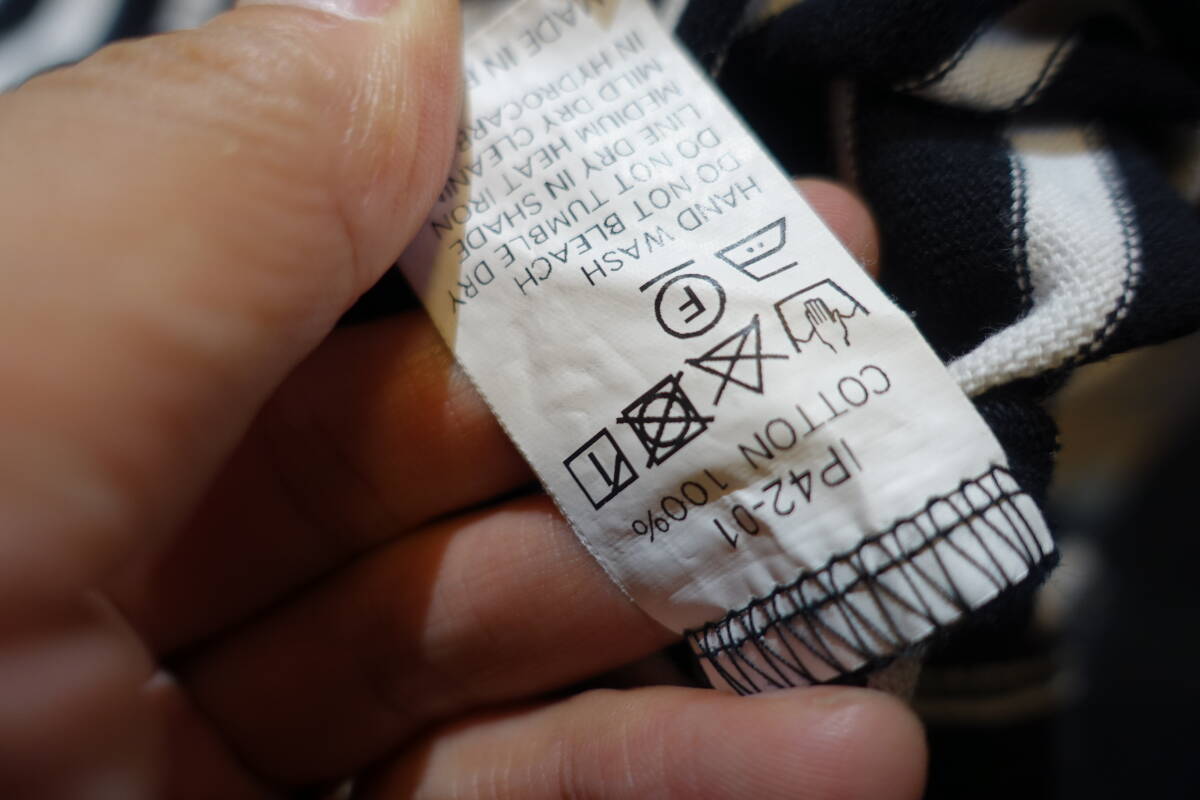 IP42-01
COTTON 100%
F
HAND WASH
DO NOT BLEACH
DO NOT TUMBLE DRY
LINE DRY IN SHADE
MEDIUM HEAT IRON
MILD DRY CLEANIN
IN HYDROCAR
MADE IN